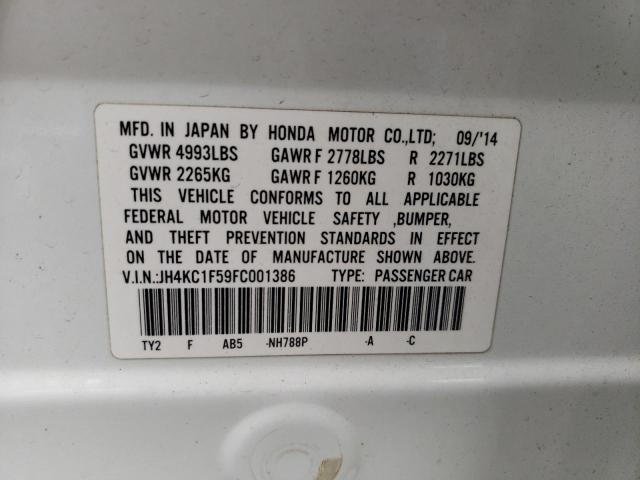 MFD. IN JAPAN BY HONDA MOTOR CO.,LTD; 09/'14
GVWR 4993LBS GAWR F 2778LBS R 2271LBS
GVWR 2265KG GAWR F 1260KG R 1030KG
THIS VEHICLE CONFORMS TO ALL APPLICABLE
FEDERAL MOTOR VEHICLE SAFETY ,BUMPER,
AND THEFT PREVENTION STANDARDS IN EFFECT
ON THE DATE OF MANUFACTURE SHOWN ABOVE.
V.I.N.:JH4KC1F59FC001386 TYPE: PASSENGER CAR
TY2 F AB5 -NH788P -A -C